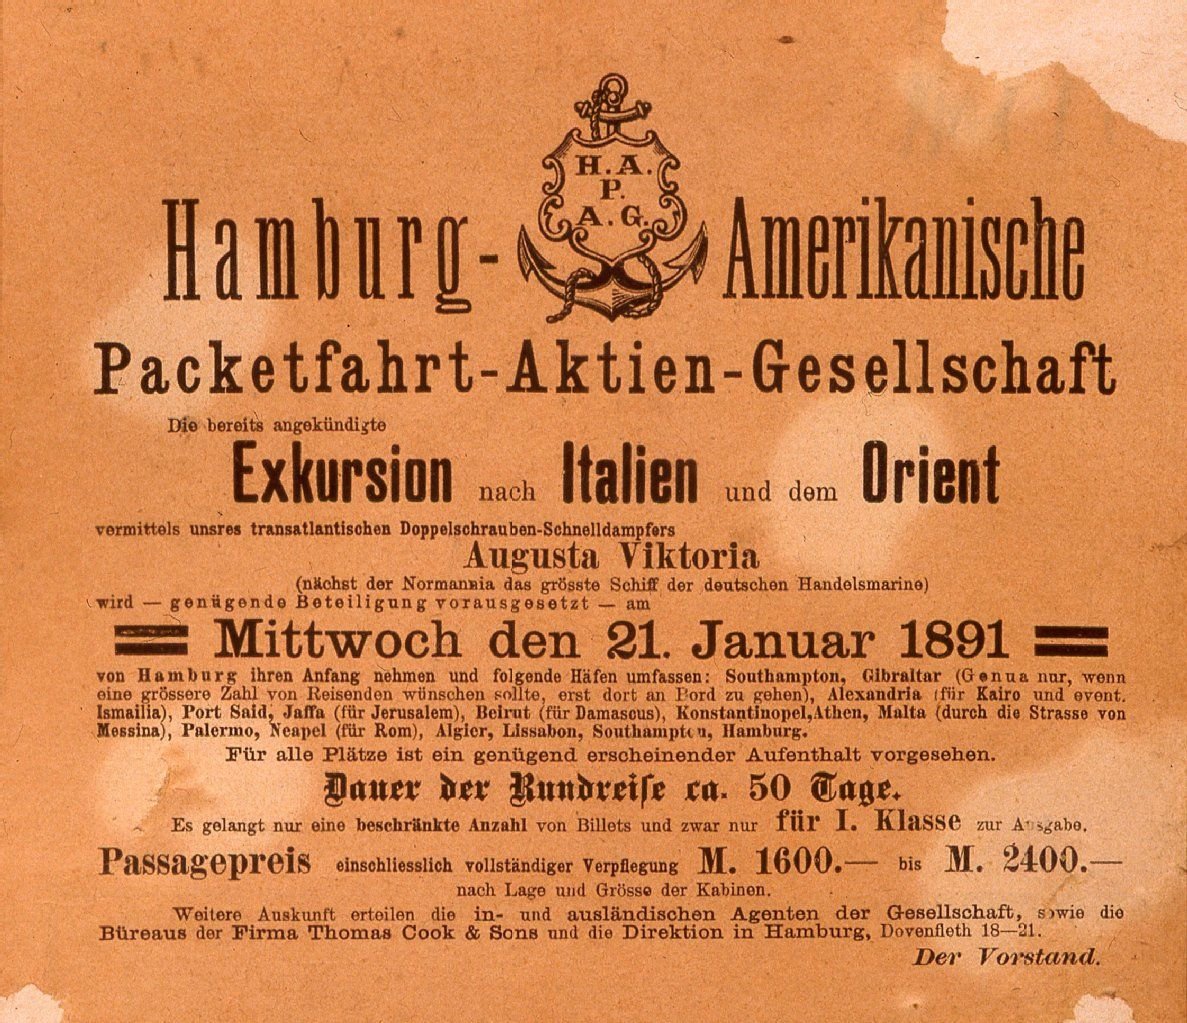 H. A.
P.
A. G.
Hamburg-Amerikanische
Packetfahrt-Aktien-Gesellschaft
Die bereits angekündigte
Exkursion nach Italien und dem Orient
vermittels unsres transatlantischen Doppelschrauben-Schnelldampfers
Augusta Viktoria
(nächst der Normannia das grösste Schiff der deutschen Handelsmarine)
wird — genügende Beteiligung vorausgesetzt — am
Mittwoch den 21. Januar 1891
von Hamburg ihren Anfang nehmen und folgende Häfen umfassen: Southampton, Gibraltar (Genua nur, wenn
eine grössere Zahl von Reisenden wünschen sollte, erst dort an Bord zu gehen), Alexandria (für Kairo und event.
Ismailia), Port Said, Jaffa (für Jerusalem), Beirut (für Damascus), Konstantinopel, Athen, Malta (durch die Strasse von
Messina), Palermo, Neapel (für Rom), Algier, Lissabon, Southampton, Hamburg.
Für alle Plätze ist ein genügend erscheinender Aufenthalt vorgesehen.
Dauer der Rundreise ca. 50 Tage.
Es gelangt nur eine beschränkte Anzahl von Billets und zwar nur für I. Klasse zur Ausgabe.
Passagepreis einschliesslich vollständiger Verpflegung M. 1600.— bis M. 2400.—
nach Lage und Grösse der Kabinen.
Weitere Auskunft erteilen die in- und ausländischen Agenten der Gesellschaft, sowie die
Büreaus der Firma Thomas Cook & Sons und die Direktion in Hamburg, Dovenfleth 18—21.
Der Vorstand.